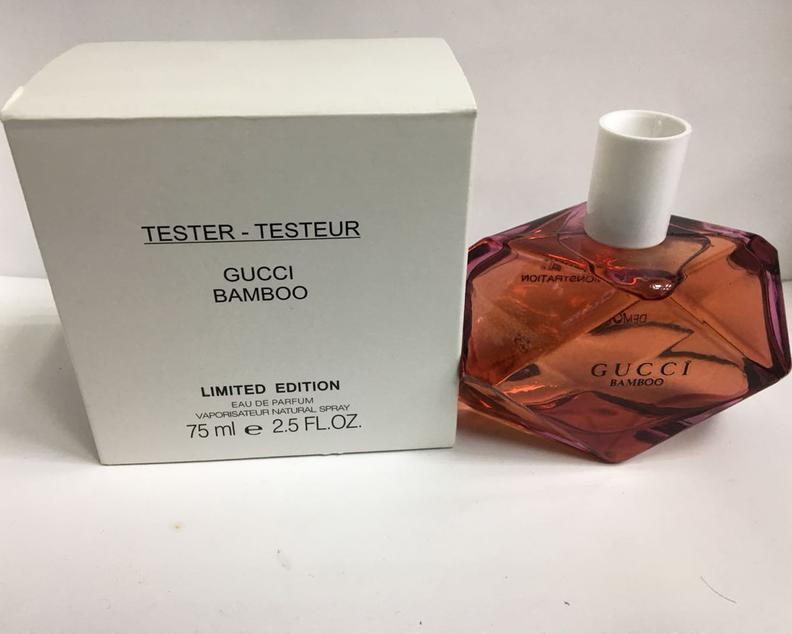 TESTER - TESTEUR
GUCCI
BAMBOO
LIMITED EDITION
EAU DE PARFUM
VAPORISATEUR NATURAL SPRAY
75 ml e 2.5 FL.OZ.
GUCCI
BAMBOO